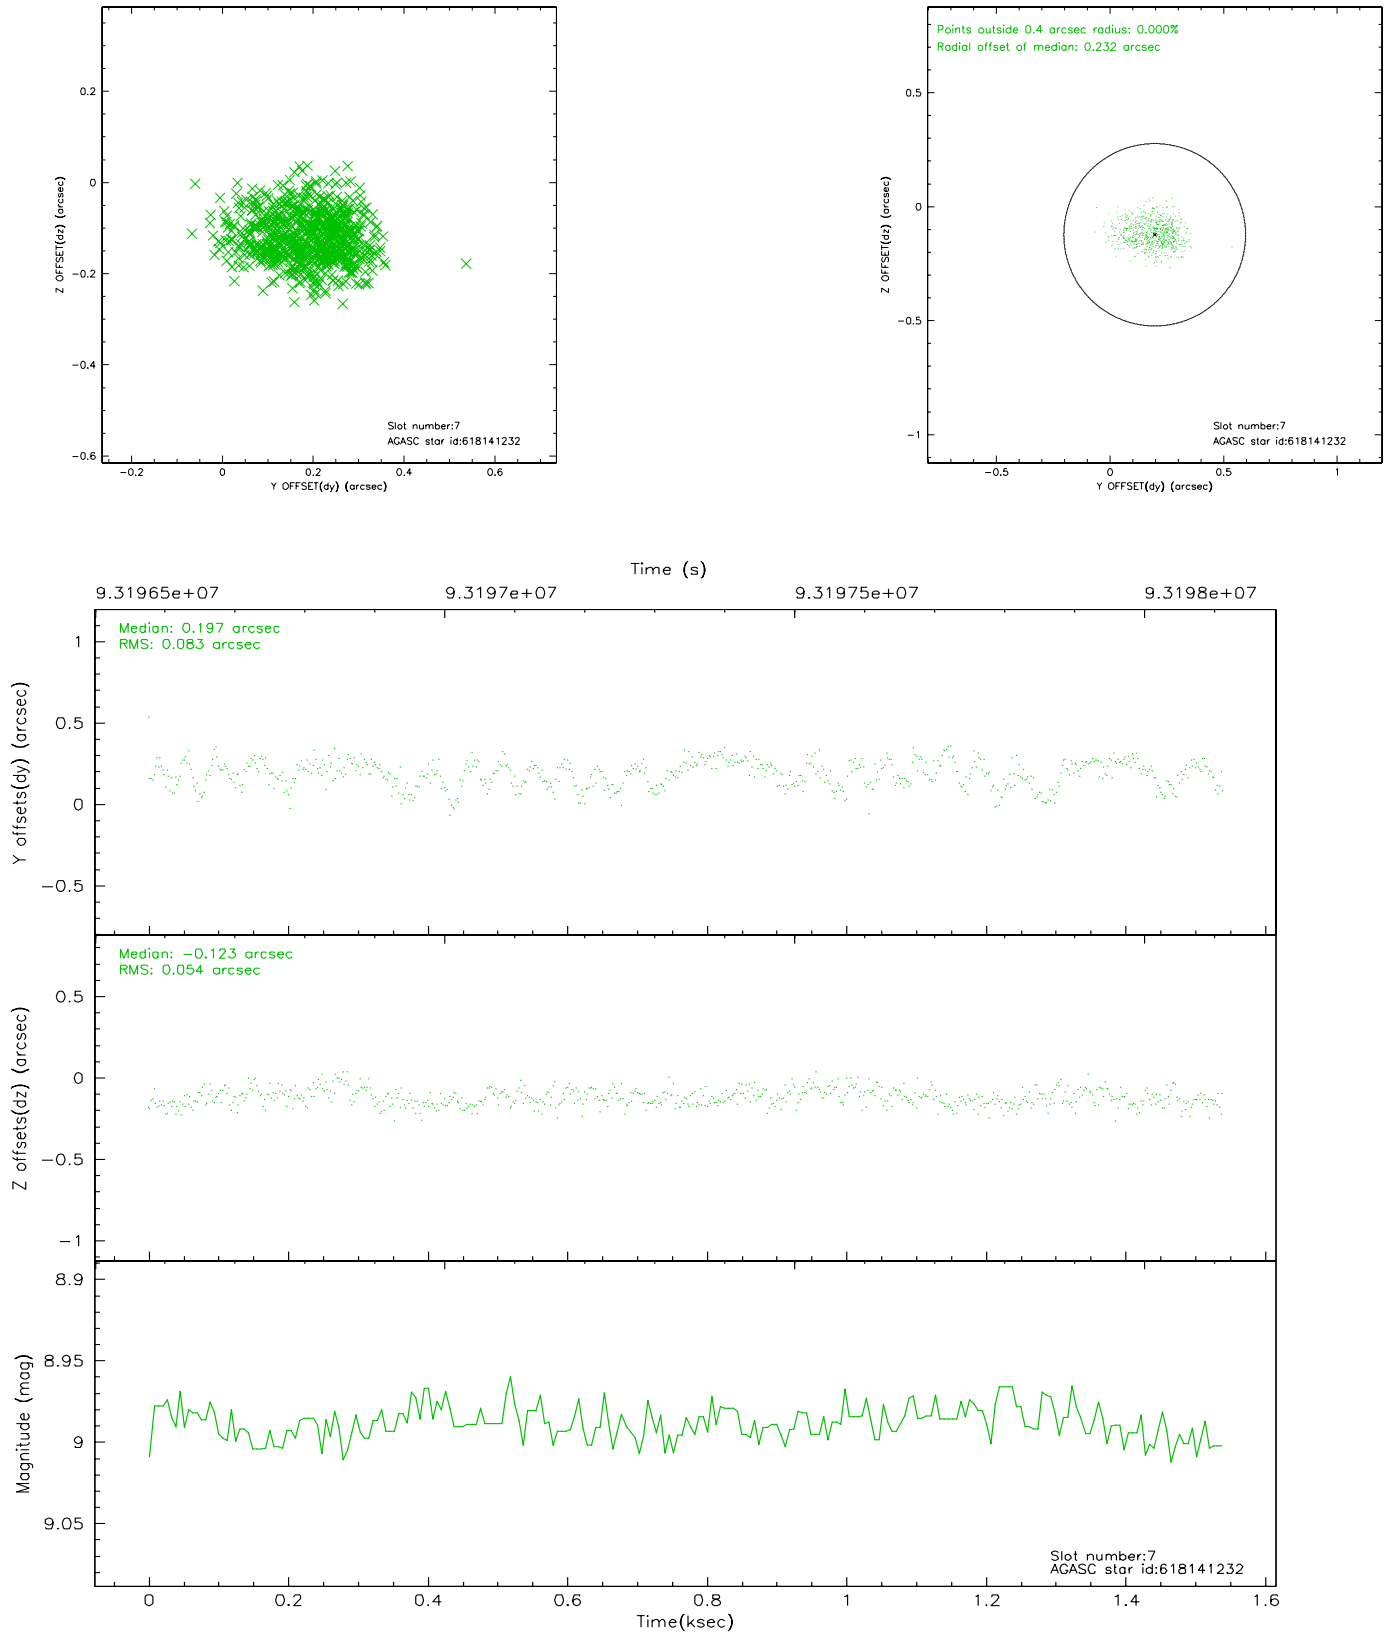 0.2
0
-0.2
-0.4
-0.6
Z OFFSET(dz) (arcsec)
Slot number:7
AGASC star id:618141232
-0.2 0 0.2 0.4 0.6
Y OFFSET(dy) (arcsec)
Points outside 0.4 arcsec radius: 0.000%
Radial offset of median: 0.232 arcsec
0.5
0
-0.5
-1
Z OFFSET(dz) (arcsec)
Slot number:7
AGASC star id:618141232
-0.5 0 0.5 1
Y OFFSET(dy) (arcsec)
Time (s)
9.31965e+07 9.3197e+07 9.31975e+07 9.3198e+07
Median: 0.197 arcsec
RMS: 0.083 arcsec
1
0.5
0
-0.5
Y offsets(dy) (arcsec)
Median: -0.123 arcsec
RMS: 0.054 arcsec
0.5
0
-0.5
-1
Z offsets(dz) (arcsec)
8.9
8.95
9
9.05
Magnitude (mag)
Slot number:7
AGASC star id:618141232
0 0.2 0.4 0.6 0.8 1 1.2 1.4 1.6
Time(ksec)